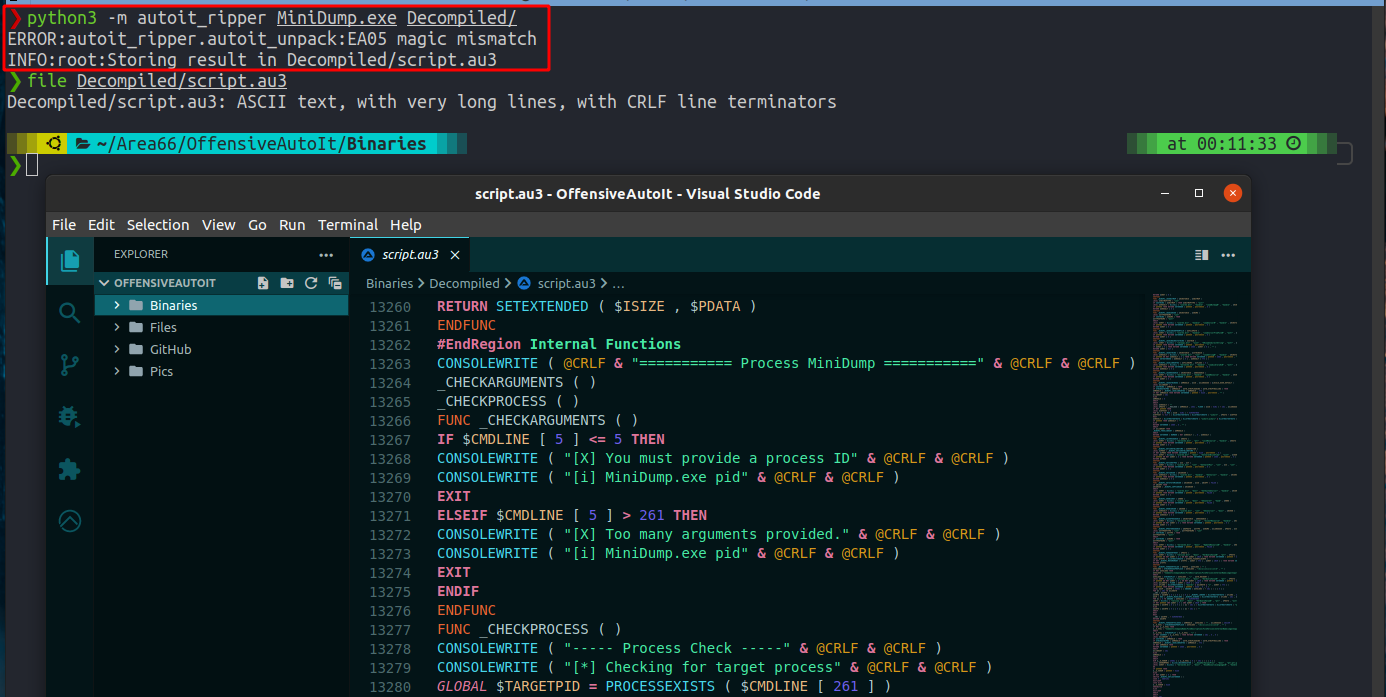 ❯ python3 -m autoit_ripper MiniDump.exe Decompiled/
ERROR:autoit_ripper.autoit_unpack:EA05 magic mismatch
INFO:root:Storing result in Decompiled/script.au3
❯ file Decompiled/script.au3
Decompiled/script.au3: ASCII text, with very long lines, with CRLF line terminators
~/Area66/OffensiveAutoIt/Binaries at 00:11:33
❯
script.au3 - OffensiveAutoIt - Visual Studio Code
File Edit Selection View Go Run Terminal Help
EXPLORER ··· script.au3 ···
OFFENSIVEAUTOIT
Binaries > Decompiled > script.au3 > ...
Binaries
Files
GitHub
Pics
13260 RETURN SETEXTENDED ( $ISIZE , $PDATA )
13261 ENDFUNC
13262 #EndRegion Internal Functions
13263 CONSOLEWRITE ( @CRLF & "=========== Process MiniDump ===========" & @CRLF & @CRLF )
13264 _CHECKARGUMENTS ( )
13265 _CHECKPROCESS ( )
13266 FUNC _CHECKARGUMENTS ( )
13267 IF $CMDLINE [ 5 ] <= 5 THEN
13268 CONSOLEWRITE ( "[X] You must provide a process ID" & @CRLF & @CRLF )
13269 CONSOLEWRITE ( "[i] MiniDump.exe pid" & @CRLF & @CRLF )
13270 EXIT
13271 ELSEIF $CMDLINE [ 5 ] > 261 THEN
13272 CONSOLEWRITE ( "[X] Too many arguments provided." & @CRLF & @CRLF )
13273 CONSOLEWRITE ( "[i] MiniDump.exe pid" & @CRLF & @CRLF )
13274 EXIT
13275 ENDIF
13276 ENDFUNC
13277 FUNC _CHECKPROCESS ( )
13278 CONSOLEWRITE ( "----- Process Check -----" & @CRLF & @CRLF )
13279 CONSOLEWRITE ( "[*] Checking for target process" & @CRLF & @CRLF )
13280 GLOBAL $TARGETPID = PROCESSEXISTS ( $CMDLINE [ 261 ] )